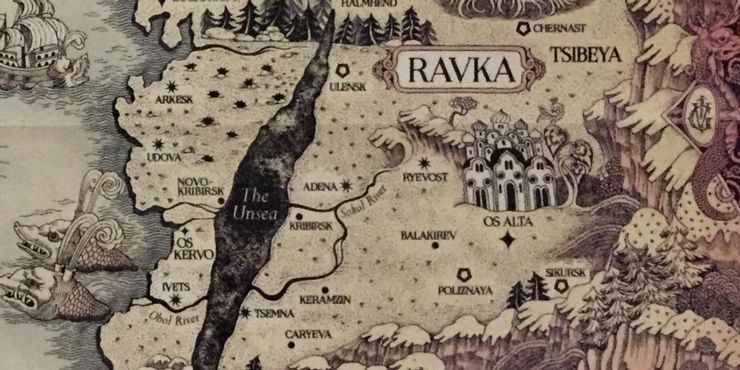 HALMHEND
CHERNAST
RAVKA
TSIBEYA
ULENSK
ARKESK
UDOVA
NOVO-
KRIBIRSK
The
Unsea
ADENA
RYEVOST
Sokol River
KRIBIRSK
OS ALTA
OS
KERVO
BALAKIREV
SIKURSK
POLIZNAYA
IVETS
KERAMZIN
Obol River
TSEMNA
CARYEVA